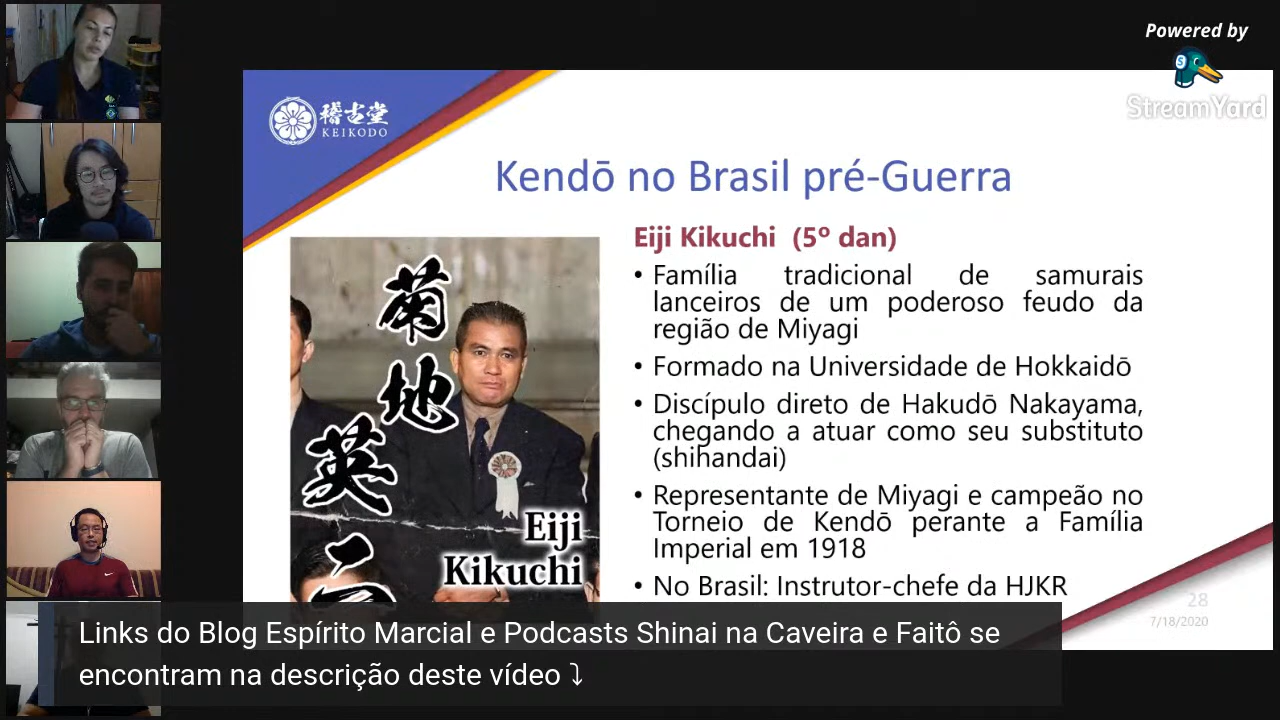 Powered by
StreamYard
稽古堂
KEIKODO
Kendō no Brasil pré-Guerra
菊地英二
Eiji
Kikuchi
Eiji Kikuchi (5º dan)
• Família tradicional de samurais
lanceiros de um poderoso feudo da
região de Miyagi
• Formado na Universidade de Hokkaidō
• Discípulo direto de Hakudō Nakayama,
chegando a atuar como seu substituto
(shihandai)
• Representante de Miyagi e campeão no
Torneio de Kendō perante a Família
Imperial em 1918
• No Brasil: Instrutor-chefe da HJKR
28
7/18/2020
Links do Blog Espírito Marcial e Podcasts Shinai na Caveira e Faitô se
encontram na descrição deste vídeo ⤵